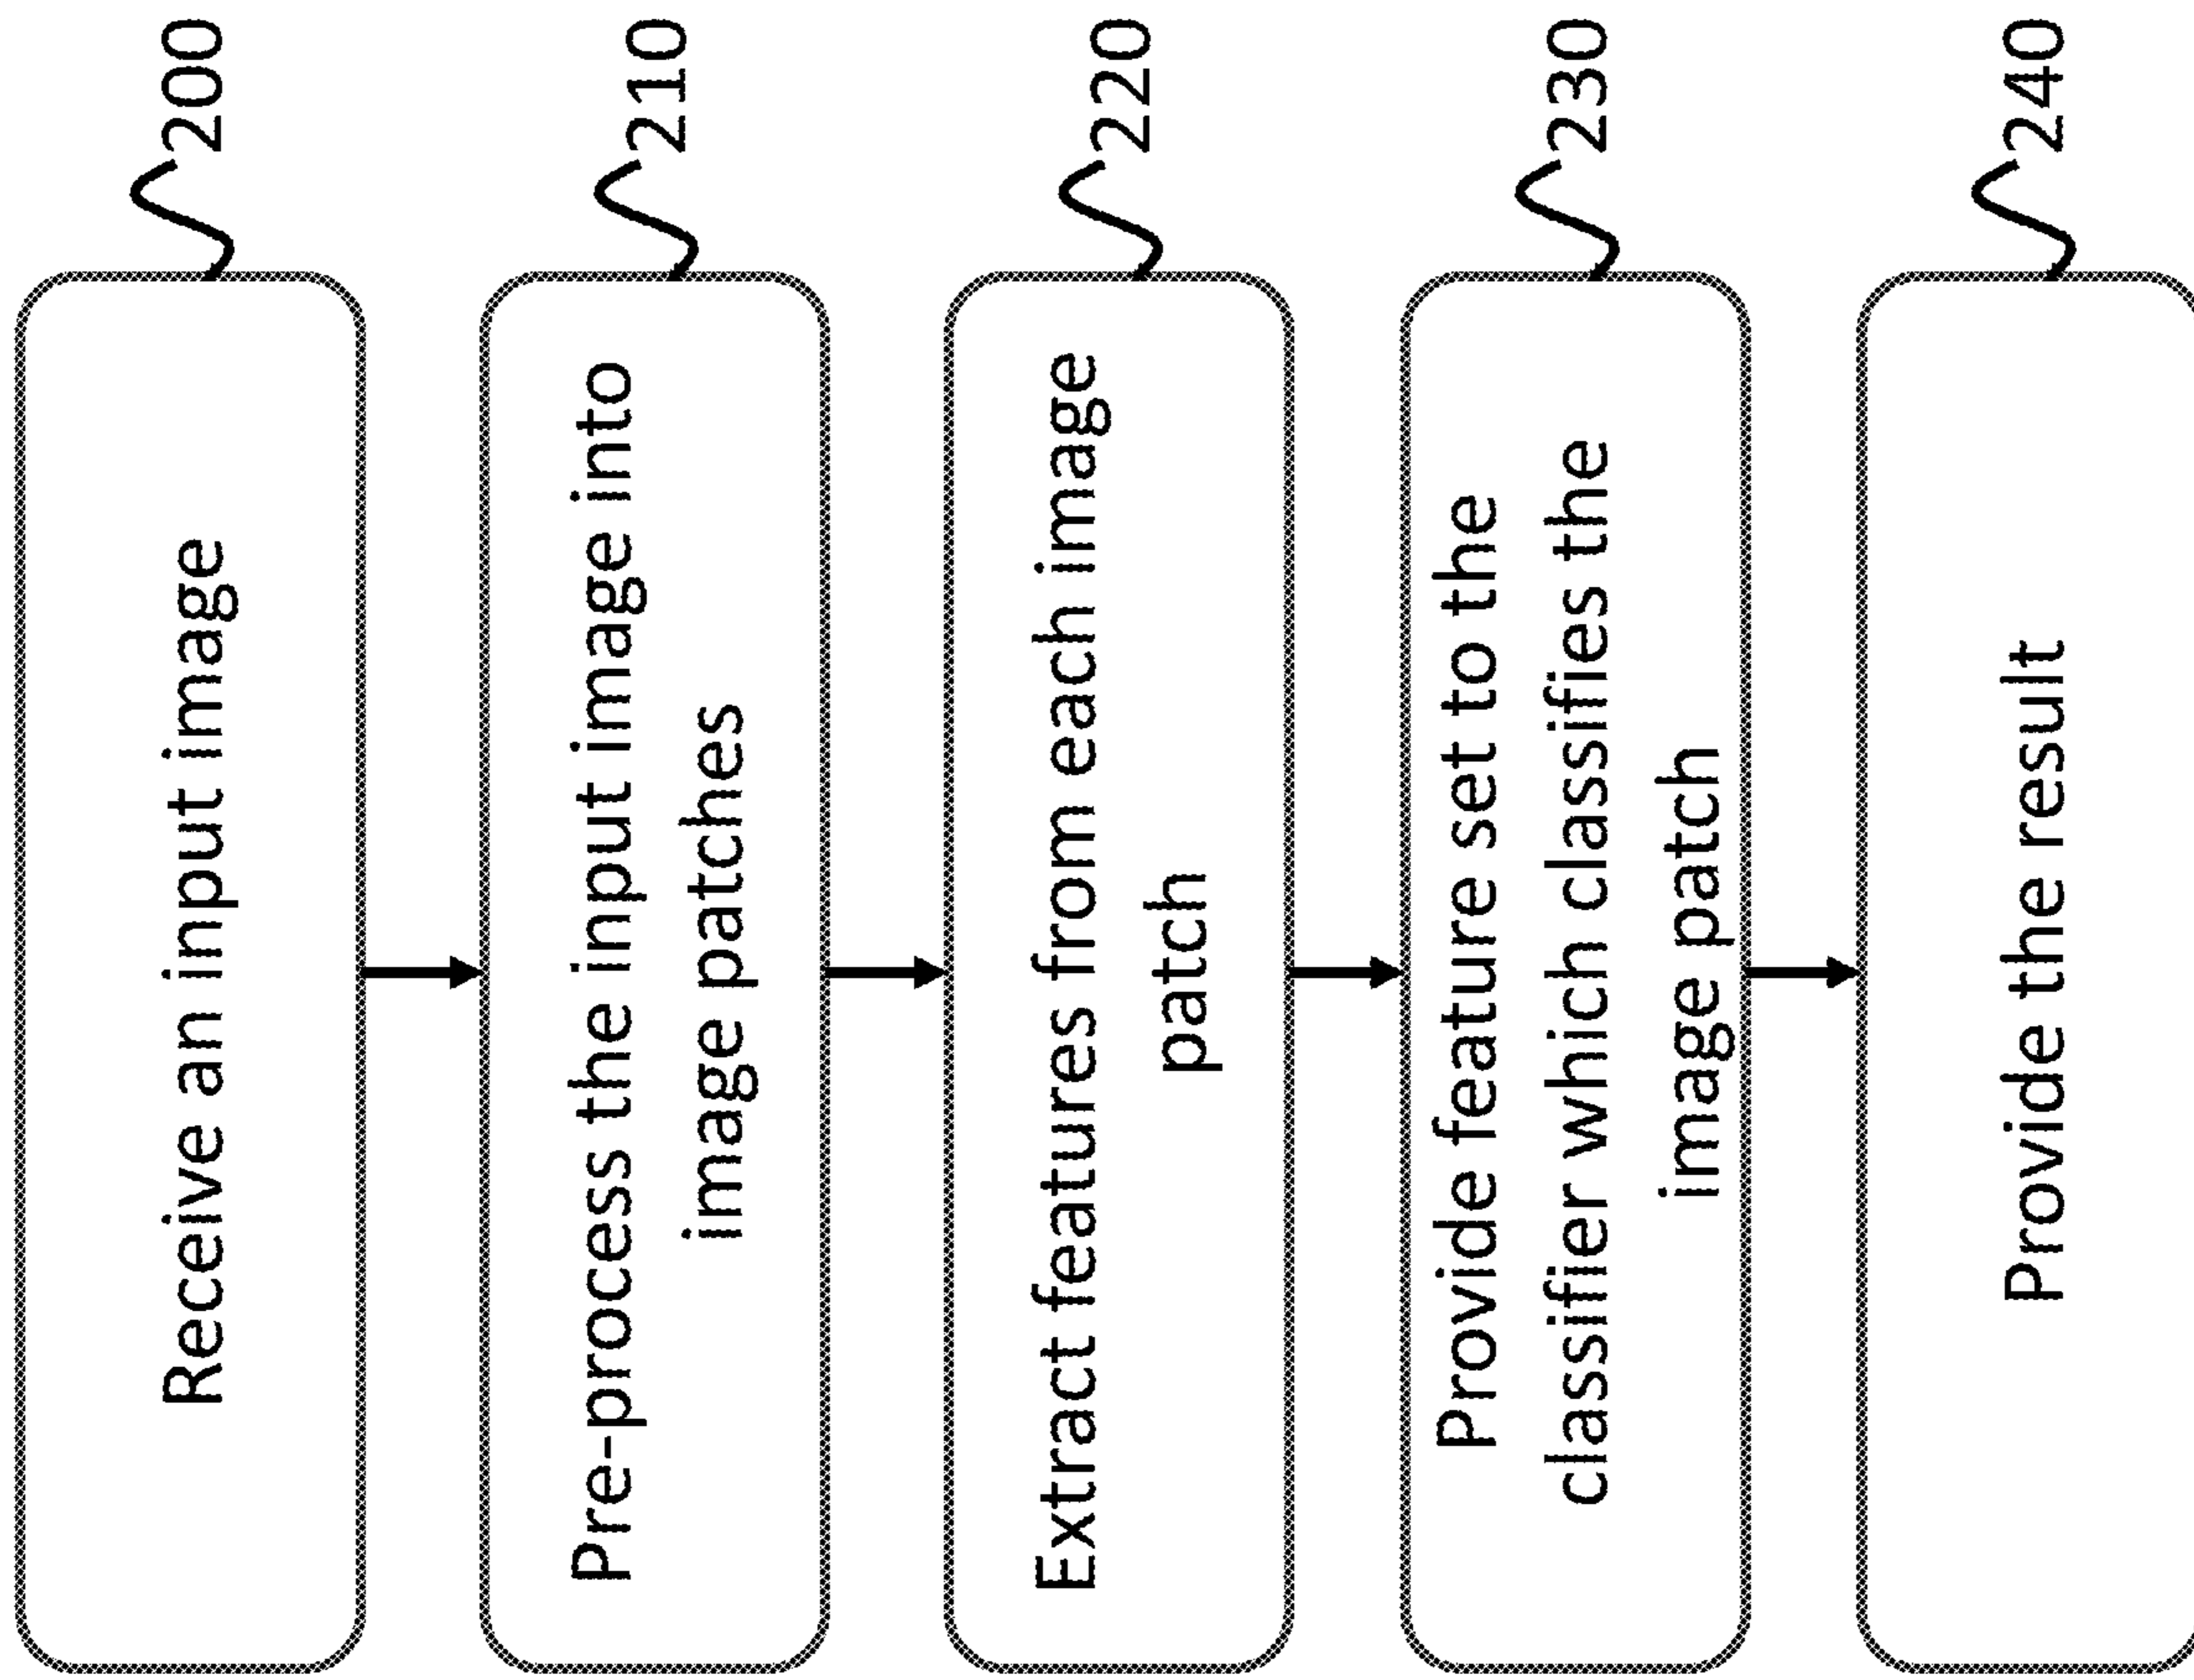 Receive an input image
200
Pre-process the input image into
image patches
210
Extract features from each image
patch
220
Provide feature set to the
classifier which classifies the
image patch
230
Provide the result
240